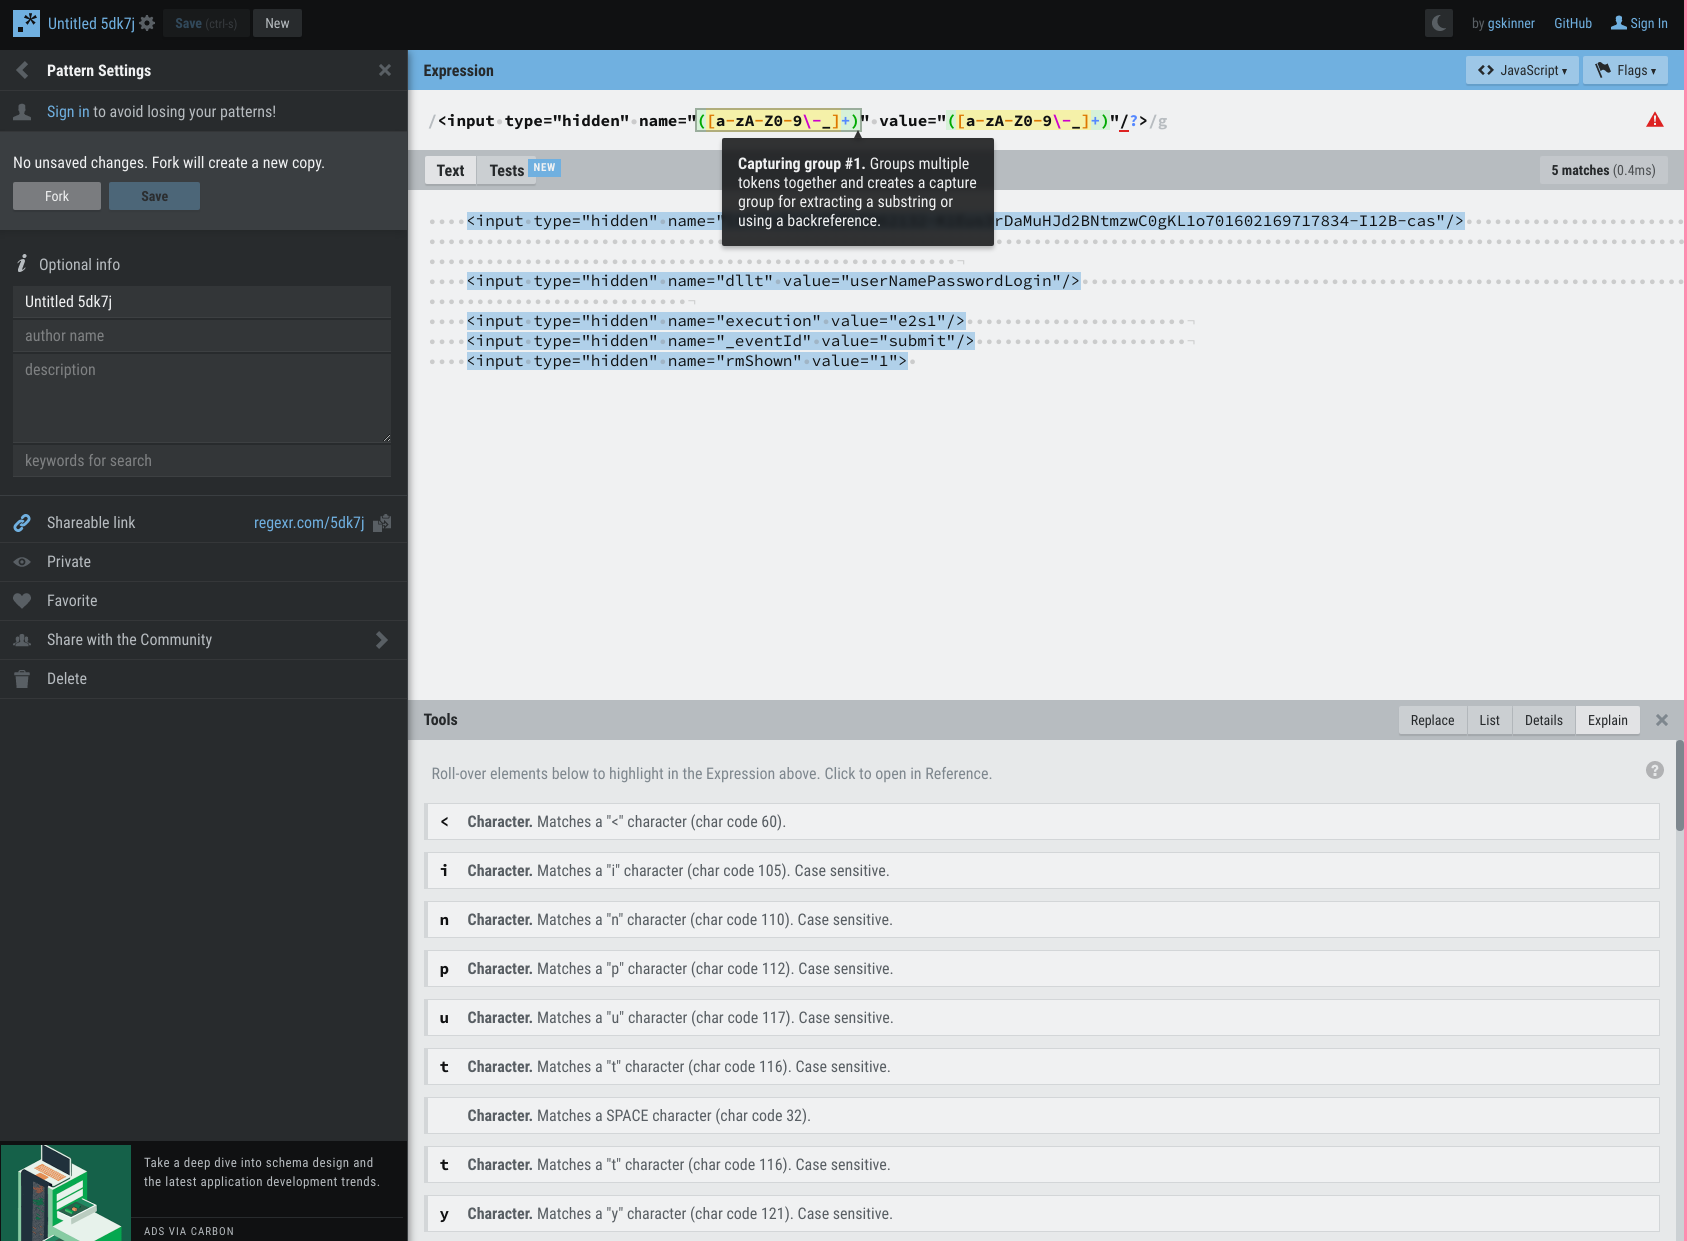 Untitled 5dk7j
Save (ctrl-s)
New
by gskinner
GitHub
Sign In
Pattern Settings
Sign in to avoid losing your patterns!
No unsaved changes. Fork will create a new copy.
Fork
Save
Optional info
Untitled 5dk7j
author name
description
keywords for search
Shareable link
regexr.com/5dk7j
Private
Favorite
Share with the Community
Delete
Take a deep dive into schema design and
the latest application development trends.
ADS VIA CARBON
Expression
JavaScript
Flags
/<input type="hidden" name="([a-zA-Z0-9\-_]+)" value="([a-zA-Z0-9\-_]+)"/?>/g
Capturing group #1. Groups multiple
tokens together and creates a capture
group for extracting a substring or
using a backreference.
Text
Tests
NEW
5 matches (0.4ms)
<input type="hidden" name="
rDaMuHJd2BNtmzwC0gKL1o701602169717834-I12B-cas"/>
<input type="hidden" name="dllt" value="userNamePasswordLogin"/>
<input type="hidden" name="execution" value="e2s1"/>
<input type="hidden" name="_eventId" value="submit"/>
<input type="hidden" name="rmShown" value="1">
Tools
Replace
List
Details
Explain
Roll-over elements below to highlight in the Expression above. Click to open in Reference.
< Character. Matches a "<" character (char code 60).
i Character. Matches a "i" character (char code 105). Case sensitive.
n Character. Matches a "n" character (char code 110). Case sensitive.
p Character. Matches a "p" character (char code 112). Case sensitive.
u Character. Matches a "u" character (char code 117). Case sensitive.
t Character. Matches a "t" character (char code 116). Case sensitive.
Character. Matches a SPACE character (char code 32).
t Character. Matches a "t" character (char code 116). Case sensitive.
y Character. Matches a "y" character (char code 121). Case sensitive.